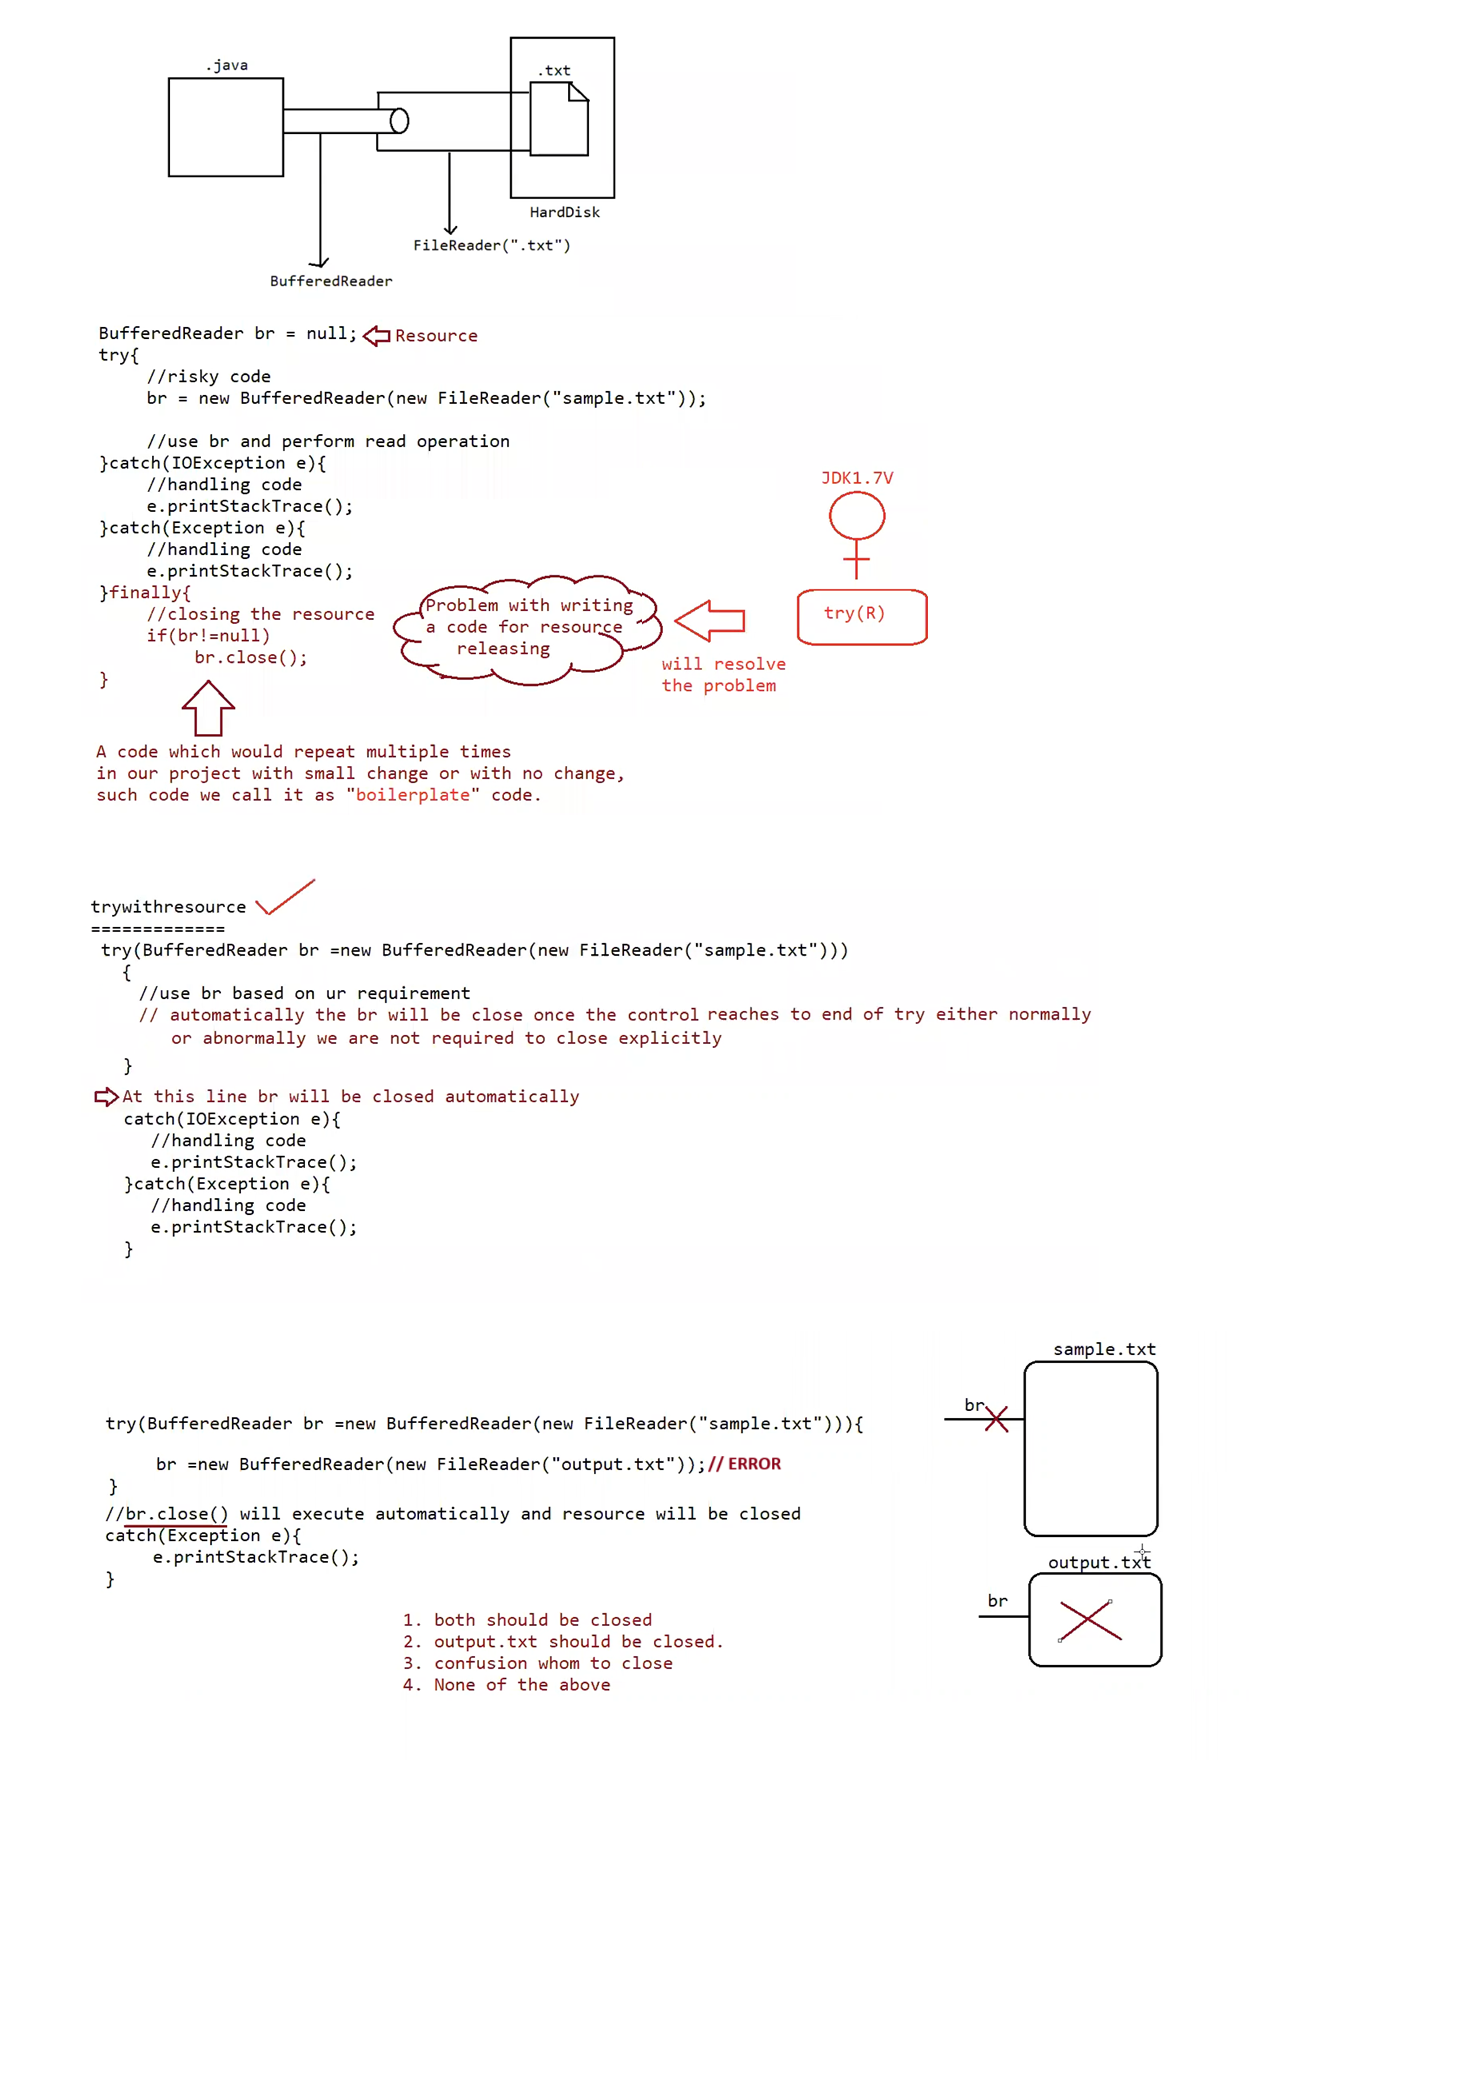 .java
.txt
HardDisk
FileReader(".txt")
BufferedReader
BufferedReader br = null; Resource
try{
//risky code
br = new BufferedReader(new FileReader("sample.txt"));
//use br and perform read operation
}catch(IOException e){
//handling code
e.printStackTrace();
}catch(Exception e){
//handling code
e.printStackTrace();
}finally{
//closing the resource
if(br!=null)
br.close();
}
Problem with writing
a code for resource
releasing
JDK1.7V
try(R)
will resolve
the problem
A code which would repeat multiple times
in our project with small change or with no change,
such code we call it as "boilerplate" code.
trywithresource
=============
try(BufferedReader br =new BufferedReader(new FileReader("sample.txt")))
{
//use br based on ur requirement
// automatically the br will be close once the control reaches to end of try either normally
or abnormally we are not required to close explicitly
}
At this line br will be closed automatically
catch(IOException e){
//handling code
e.printStackTrace();
}catch(Exception e){
//handling code
e.printStackTrace();
}
try(BufferedReader br =new BufferedReader(new FileReader("sample.txt"))){
br =new BufferedReader(new FileReader("output.txt"));// ERROR
}
//br.close() will execute automatically and resource will be closed
catch(Exception e){
e.printStackTrace();
}
sample.txt
br
output.txt
br
1. both should be closed
2. output.txt should be closed.
3. confusion whom to close
4. None of the above